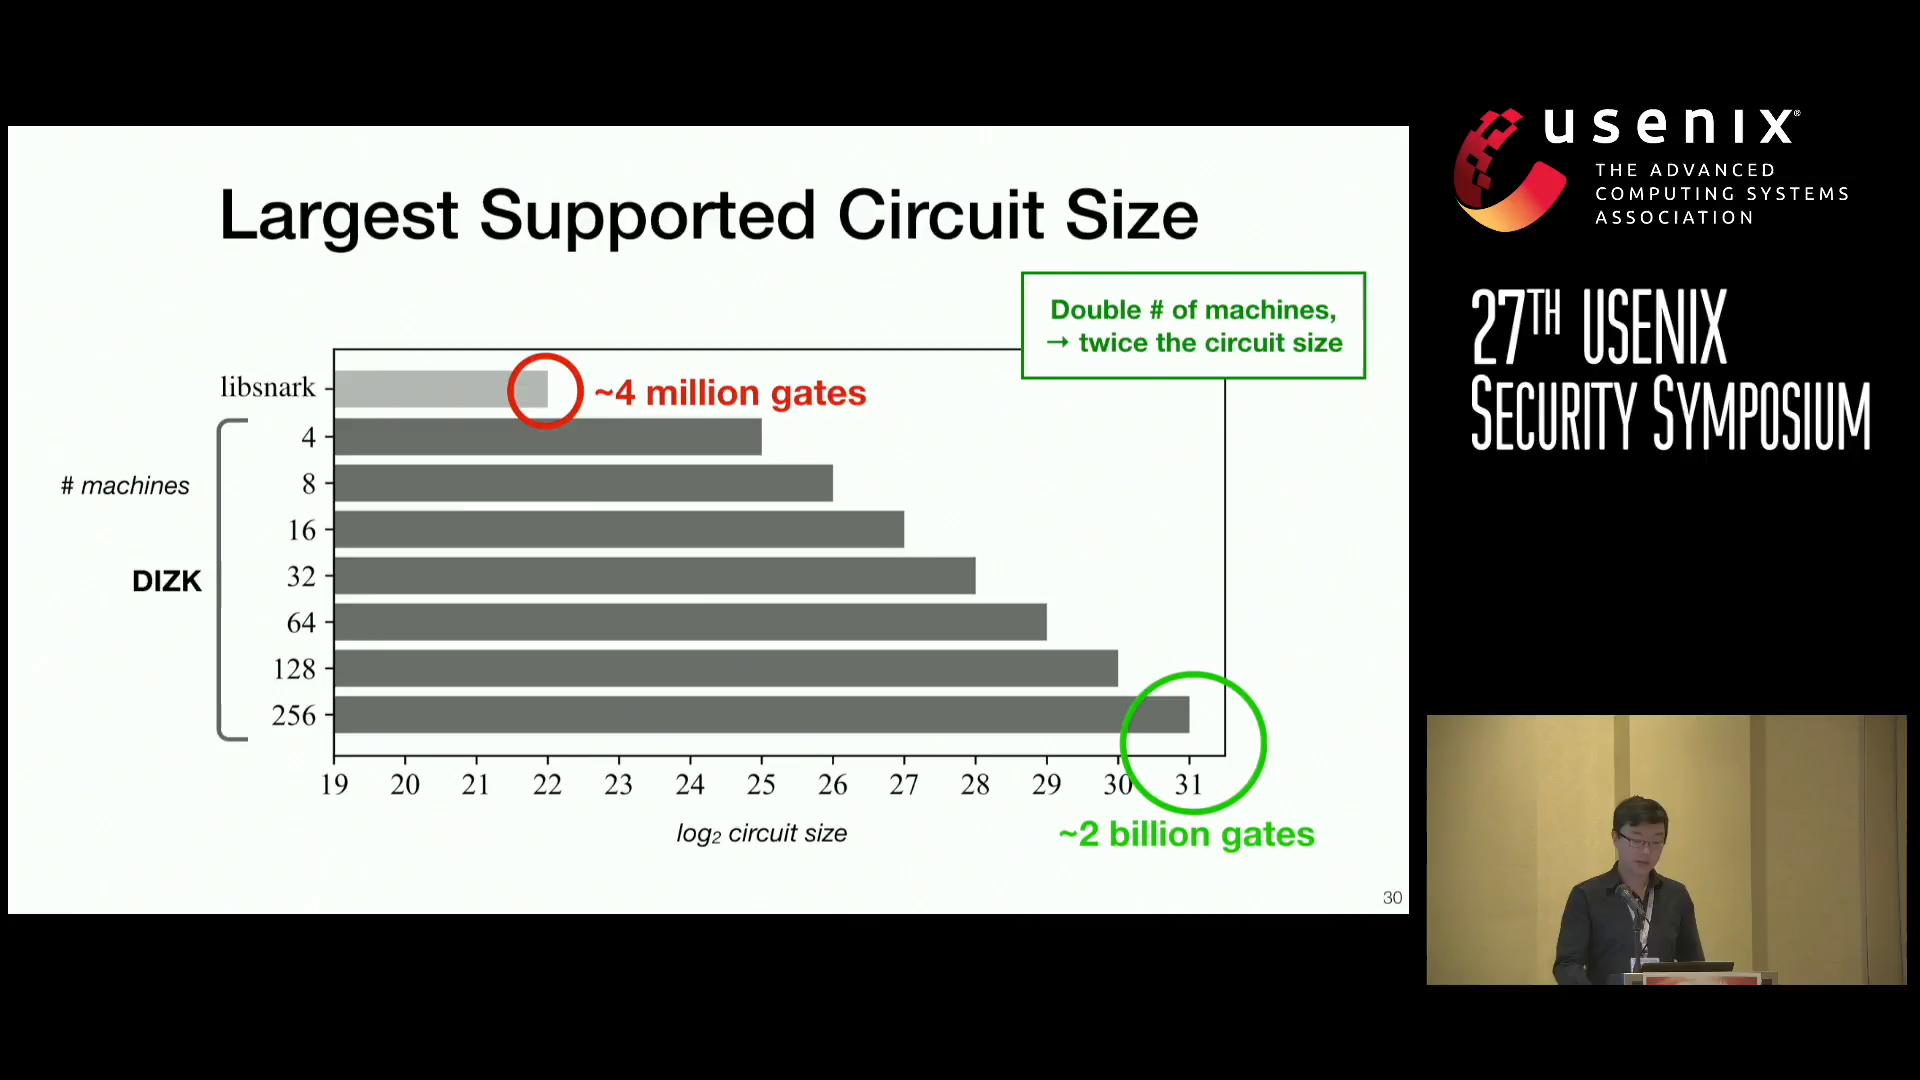 Largest Supported Circuit Size
Double # of machines,
→ twice the circuit size
libsnark
~4 million gates
4
# machines
8
16
DIZK
32
64
128
256
19 20 21 22 23 24 25 26 27 28 29 30 31
log₂ circuit size
~2 billion gates
30
usenix®
THE ADVANCED
COMPUTING SYSTEMS
ASSOCIATION
27TH USENIX
SECURITY SYMPOSIUM